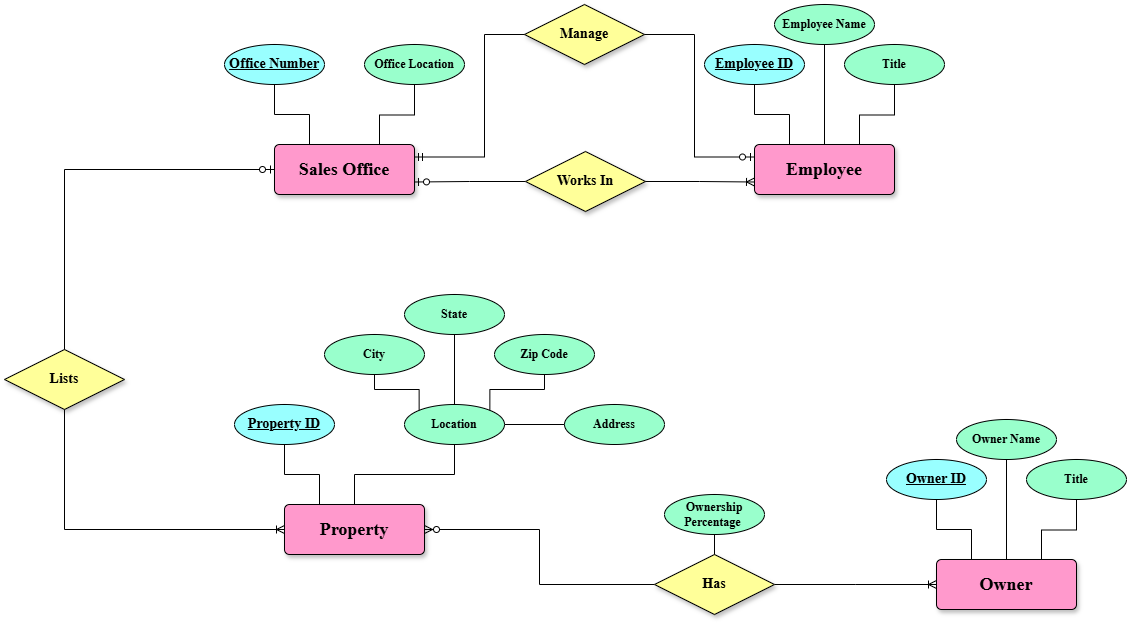 Employee Name
Manage
Office Number
Office Location
Employee ID
Title
Sales Office
Employee
Works In
State
City
Zip Code
Lists
Property ID
Location
Address
Owner Name
Owner ID
Title
Ownership
Percentage
Property
Has
Owner